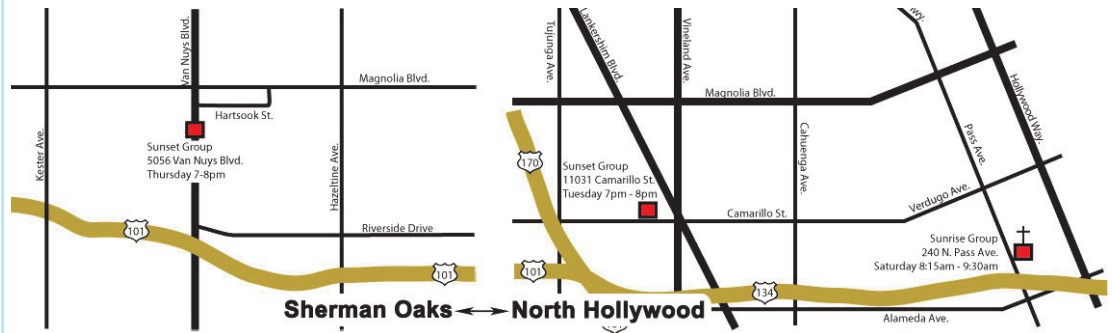 Kester Ave.
Van Nuys Blvd.
Magnolia Blvd.
Hartsook St.
Sunset Group
5056 Van Nuys Blvd.
Thursday 7-8pm
Hazeltine Ave.
Riverside Drive
101
101
Sherman Oaks
Tujunga Ave.
Lankershim Blvd.
Vineland Ave.
wy.
Hollywood Way.
Magnolia Blvd.
Cahuenga Ave.
Pass Ave.
170
Sunset Group
11031 Camarillo St.
Tuesday 7pm - 8pm
Camarillo St.
Verdugo Ave.
Sunrise Group
240 N. Pass Ave.
Saturday 8:15am - 9:30am
101
134
North Hollywood
Alameda Ave.